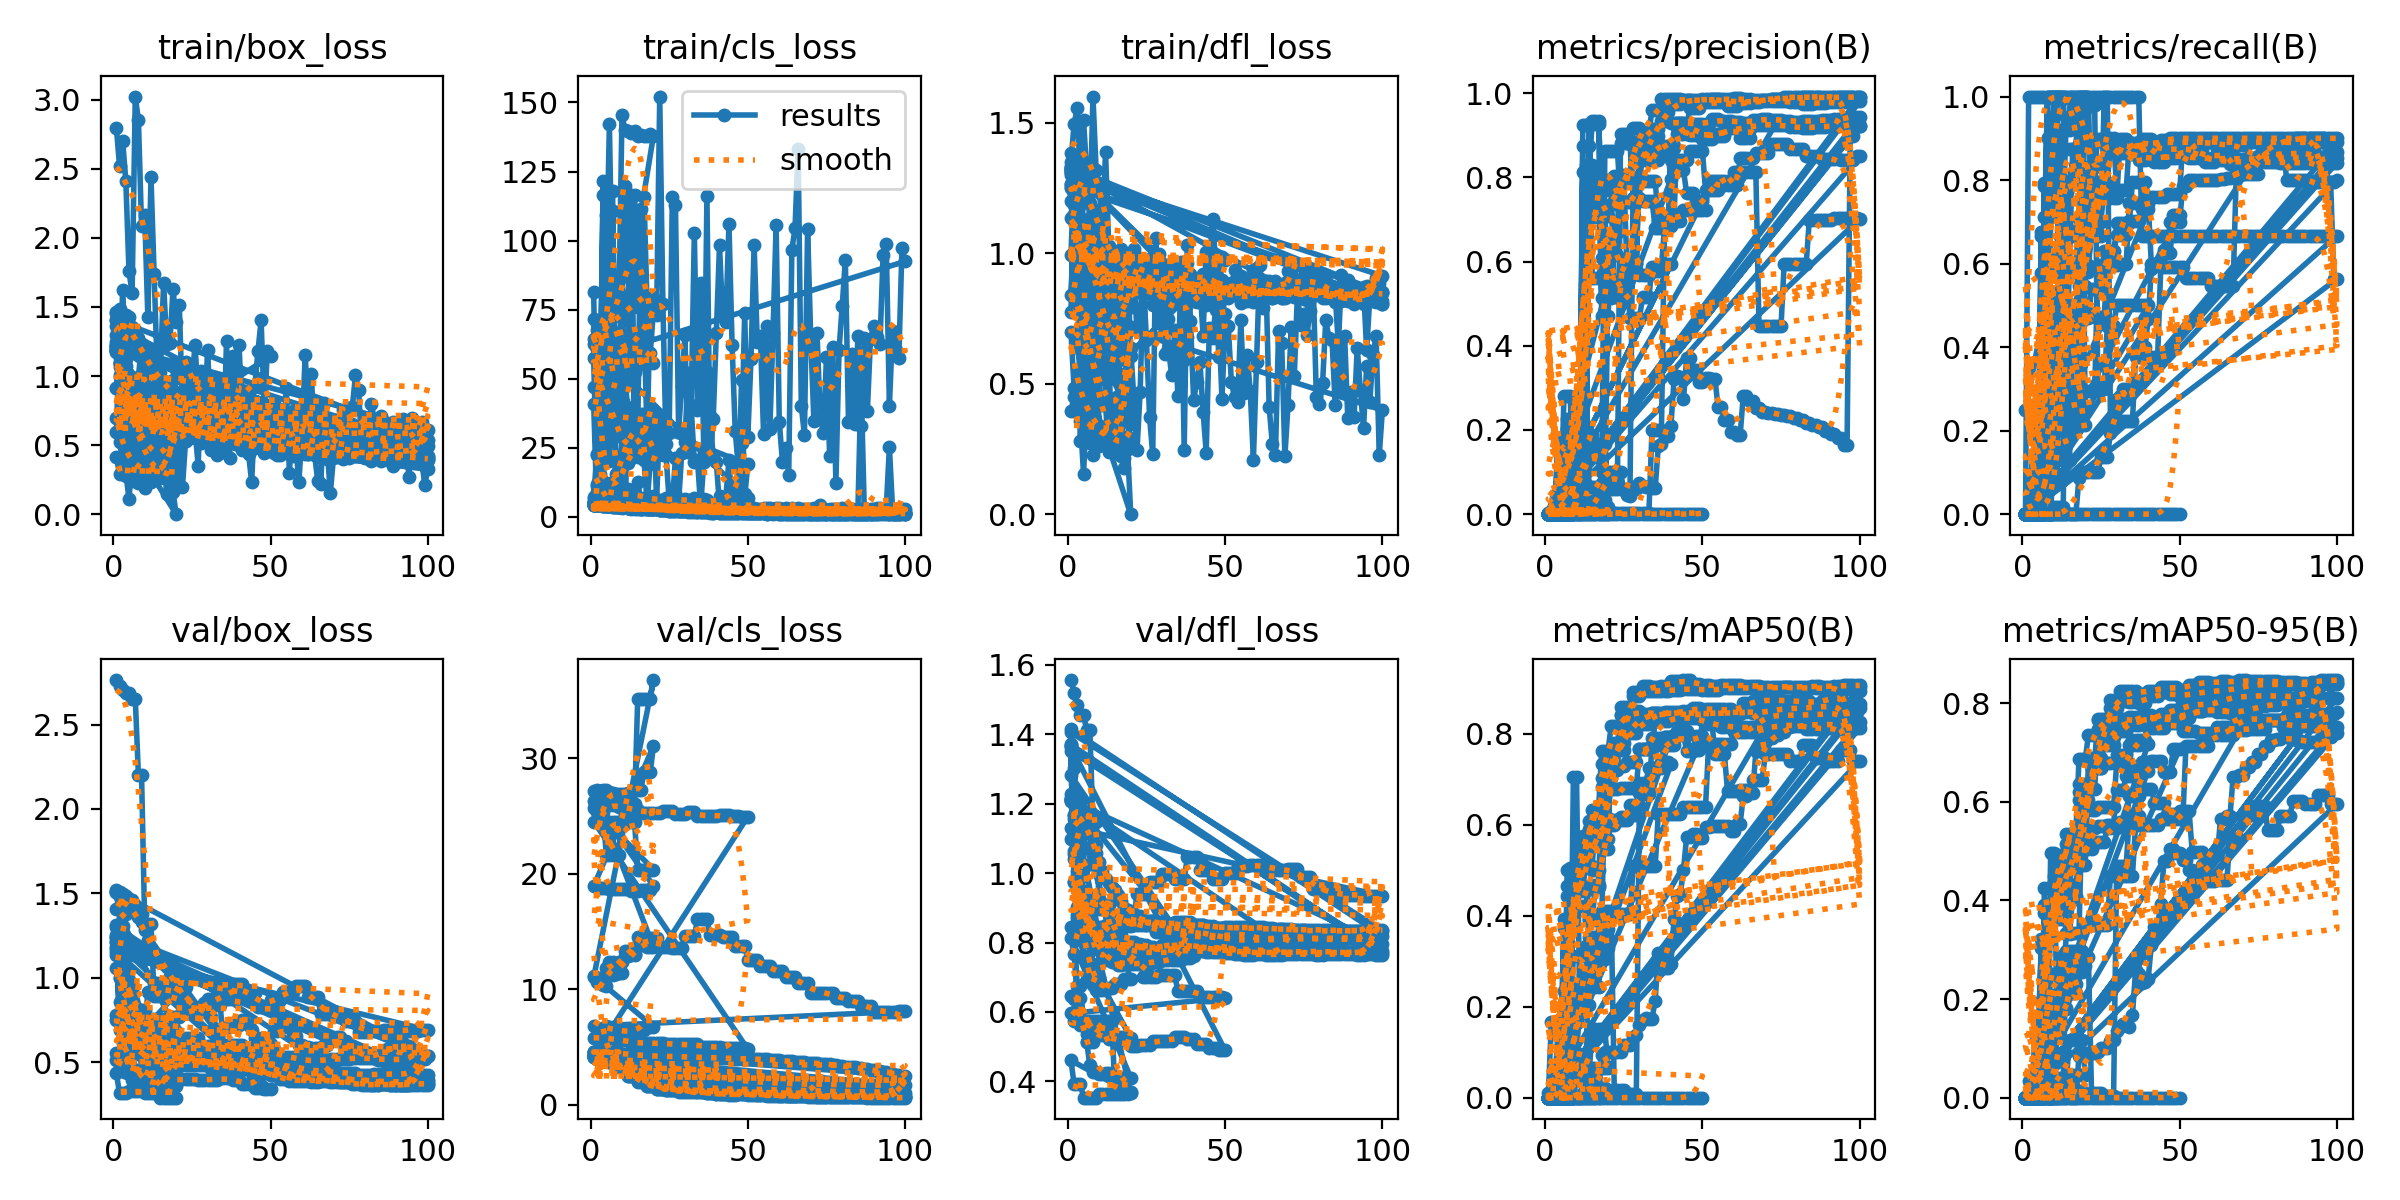 train/box_loss
train/cls_loss
train/dfl_loss
metrics/precision(B)
metrics/recall(B)
3.0
2.5
2.0
1.5
1.0
0.5
0.0
0 50 100
150
125
100
75
50
25
0
results
smooth
0 50 100
1.5
1.0
0.5
0.0
0 50 100
1.0
0.8
0.6
0.4
0.2
0.0
0 50 100
1.0
0.8
0.6
0.4
0.2
0.0
0 50 100
val/box_loss
val/cls_loss
val/dfl_loss
metrics/mAP50(B)
metrics/mAP50-95(B)
2.5
2.0
1.5
1.0
0.5
0 50 100
30
20
10
0
0 50 100
1.6
1.4
1.2
1.0
0.8
0.6
0.4
0 50 100
0.8
0.6
0.4
0.2
0.0
0 50 100
0.8
0.6
0.4
0.2
0.0
0 50 100